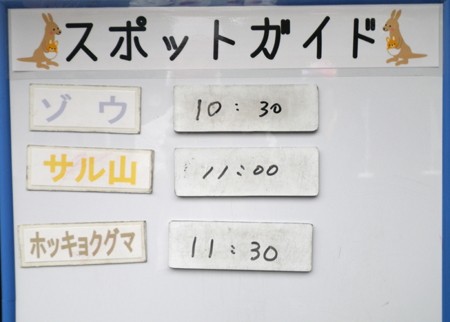 スポットガイド
ゾウ 10:30
サル山 11:00
ホッキョクグマ 11:30